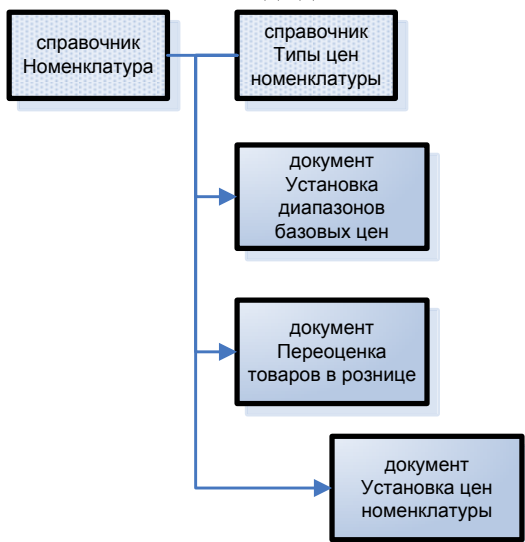 справочник
Номенклатура
справочник
Типы цен
номенклатуры
документ
Установка
диапазонов
базовых цен
документ
Переоценка
товаров в рознице
документ
Установка цен
номенклатуры